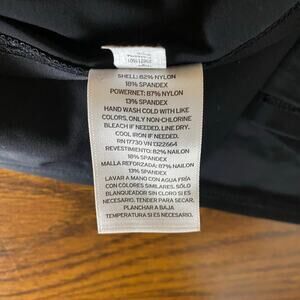 SHELL: 82% NYLON
18% SPANDEX
POWERNET: 87% NYLON
13% SPANDEX
HAND WASH COLD WITH LIKE
COLORS, ONLY NON-CHLORINE
BLEACH IF NEEDED. LINE DRY.
COOL IRON IF NEEDED.
RN 17730 VN 1322664
REVESTIMIENTO: 82% NAILON
18% SPANDEX
MALLA REFORZADA: 87% NAILON
13% SPANDEX
LAVAR A MANO CON AGUA FRÍA
CON COLORES SIMILARES. SÓLO
BLANQUEADOR SIN CLORO SI ES
NECESARIO. TENDER PARA SECAR.
PLANCHAR A BAJA
TEMPERATURA SI ES NECESARIO.